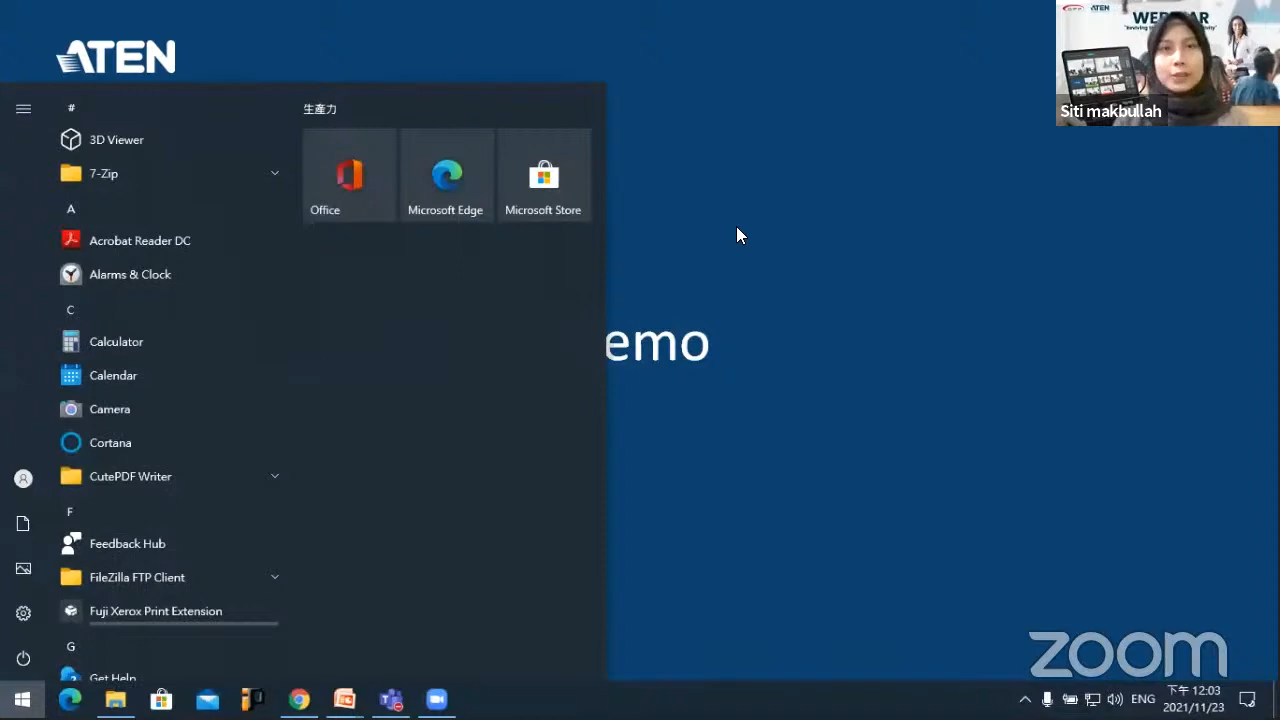 ATEN
#
3D Viewer
7-Zip
A
Acrobat Reader DC
Alarms & Clock
C
Calculator
Calendar
Camera
Cortana
CutePDF Writer
F
Feedback Hub
FileZilla FTP Client
Fuji Xerox Print Extension
G
Get Help
生產力
Office
Microsoft Edge
Microsoft Store
emo
ATEN
Siti makbullah
zoom
ENG
下午 12:03
2021/11/23